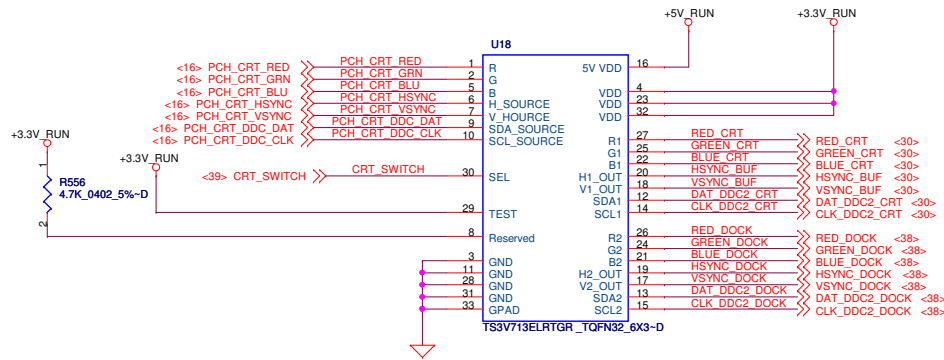 +5V_RUN
+3.3V_RUN
U18
<16> PCH_CRT_RED PCH_CRT_RED 1 R 5V VDD 16
<16> PCH_CRT_GRN PCH_CRT_GRN 2 G
<16> PCH_CRT_BLU PCH_CRT_BLU 5 B VDD 4
<16> PCH_CRT_HSYNC PCH_CRT_HSYNC 6 H_SOURCE VDD 23
<16> PCH_CRT_VSYNC PCH_CRT_VSYNC 7 V_HOURCE VDD 32
<16> PCH_CRT_DDC_DAT PCH_CRT_DDC_DAT 9 SDA_SOURCE
<16> PCH_CRT_DDC_CLK PCH_CRT_DDC_CLK 10 SCL_SOURCE
R1 27 RED_CRT RED_CRT <30>
G1 25 GREEN_CRT GREEN_CRT <30>
B1 22 BLUE_CRT BLUE_CRT <30>
H1_OUT 20 HSYNC_BUF HSYNC_BUF <30>
V1_OUT 18 VSYNC_BUF VSYNC_BUF <30>
SDA1 12 DAT_DDC2_CRT DAT_DDC2_CRT <30>
SCL1 14 CLK_DDC2_CRT CLK_DDC2_CRT <30>
+3.3V_RUN
+3.3V_RUN
1
R556
4.7K_0402_5%~D
2
<39> CRT_SWITCH CRT_SWITCH 30 SEL
29 TEST
8 Reserved
R2 26 RED_DOCK RED_DOCK <38>
G2 24 GREEN_DOCK GREEN_DOCK <38>
B2 21 BLUE_DOCK BLUE_DOCK <38>
H2_OUT 19 HSYNC_DOCK HSYNC_DOCK <38>
V2_OUT 17 VSYNC_DOCK VSYNC_DOCK <38>
SDA2 13 DAT_DDC2_DOCK DAT_DDC2_DOCK <38>
SCL2 15 CLK_DDC2_DOCK CLK_DDC2_DOCK <38>
3 GND
11 GND
28 GND
31 GND
33 GPAD
TS3V713ELRTGR _TQFN32_6X3~D